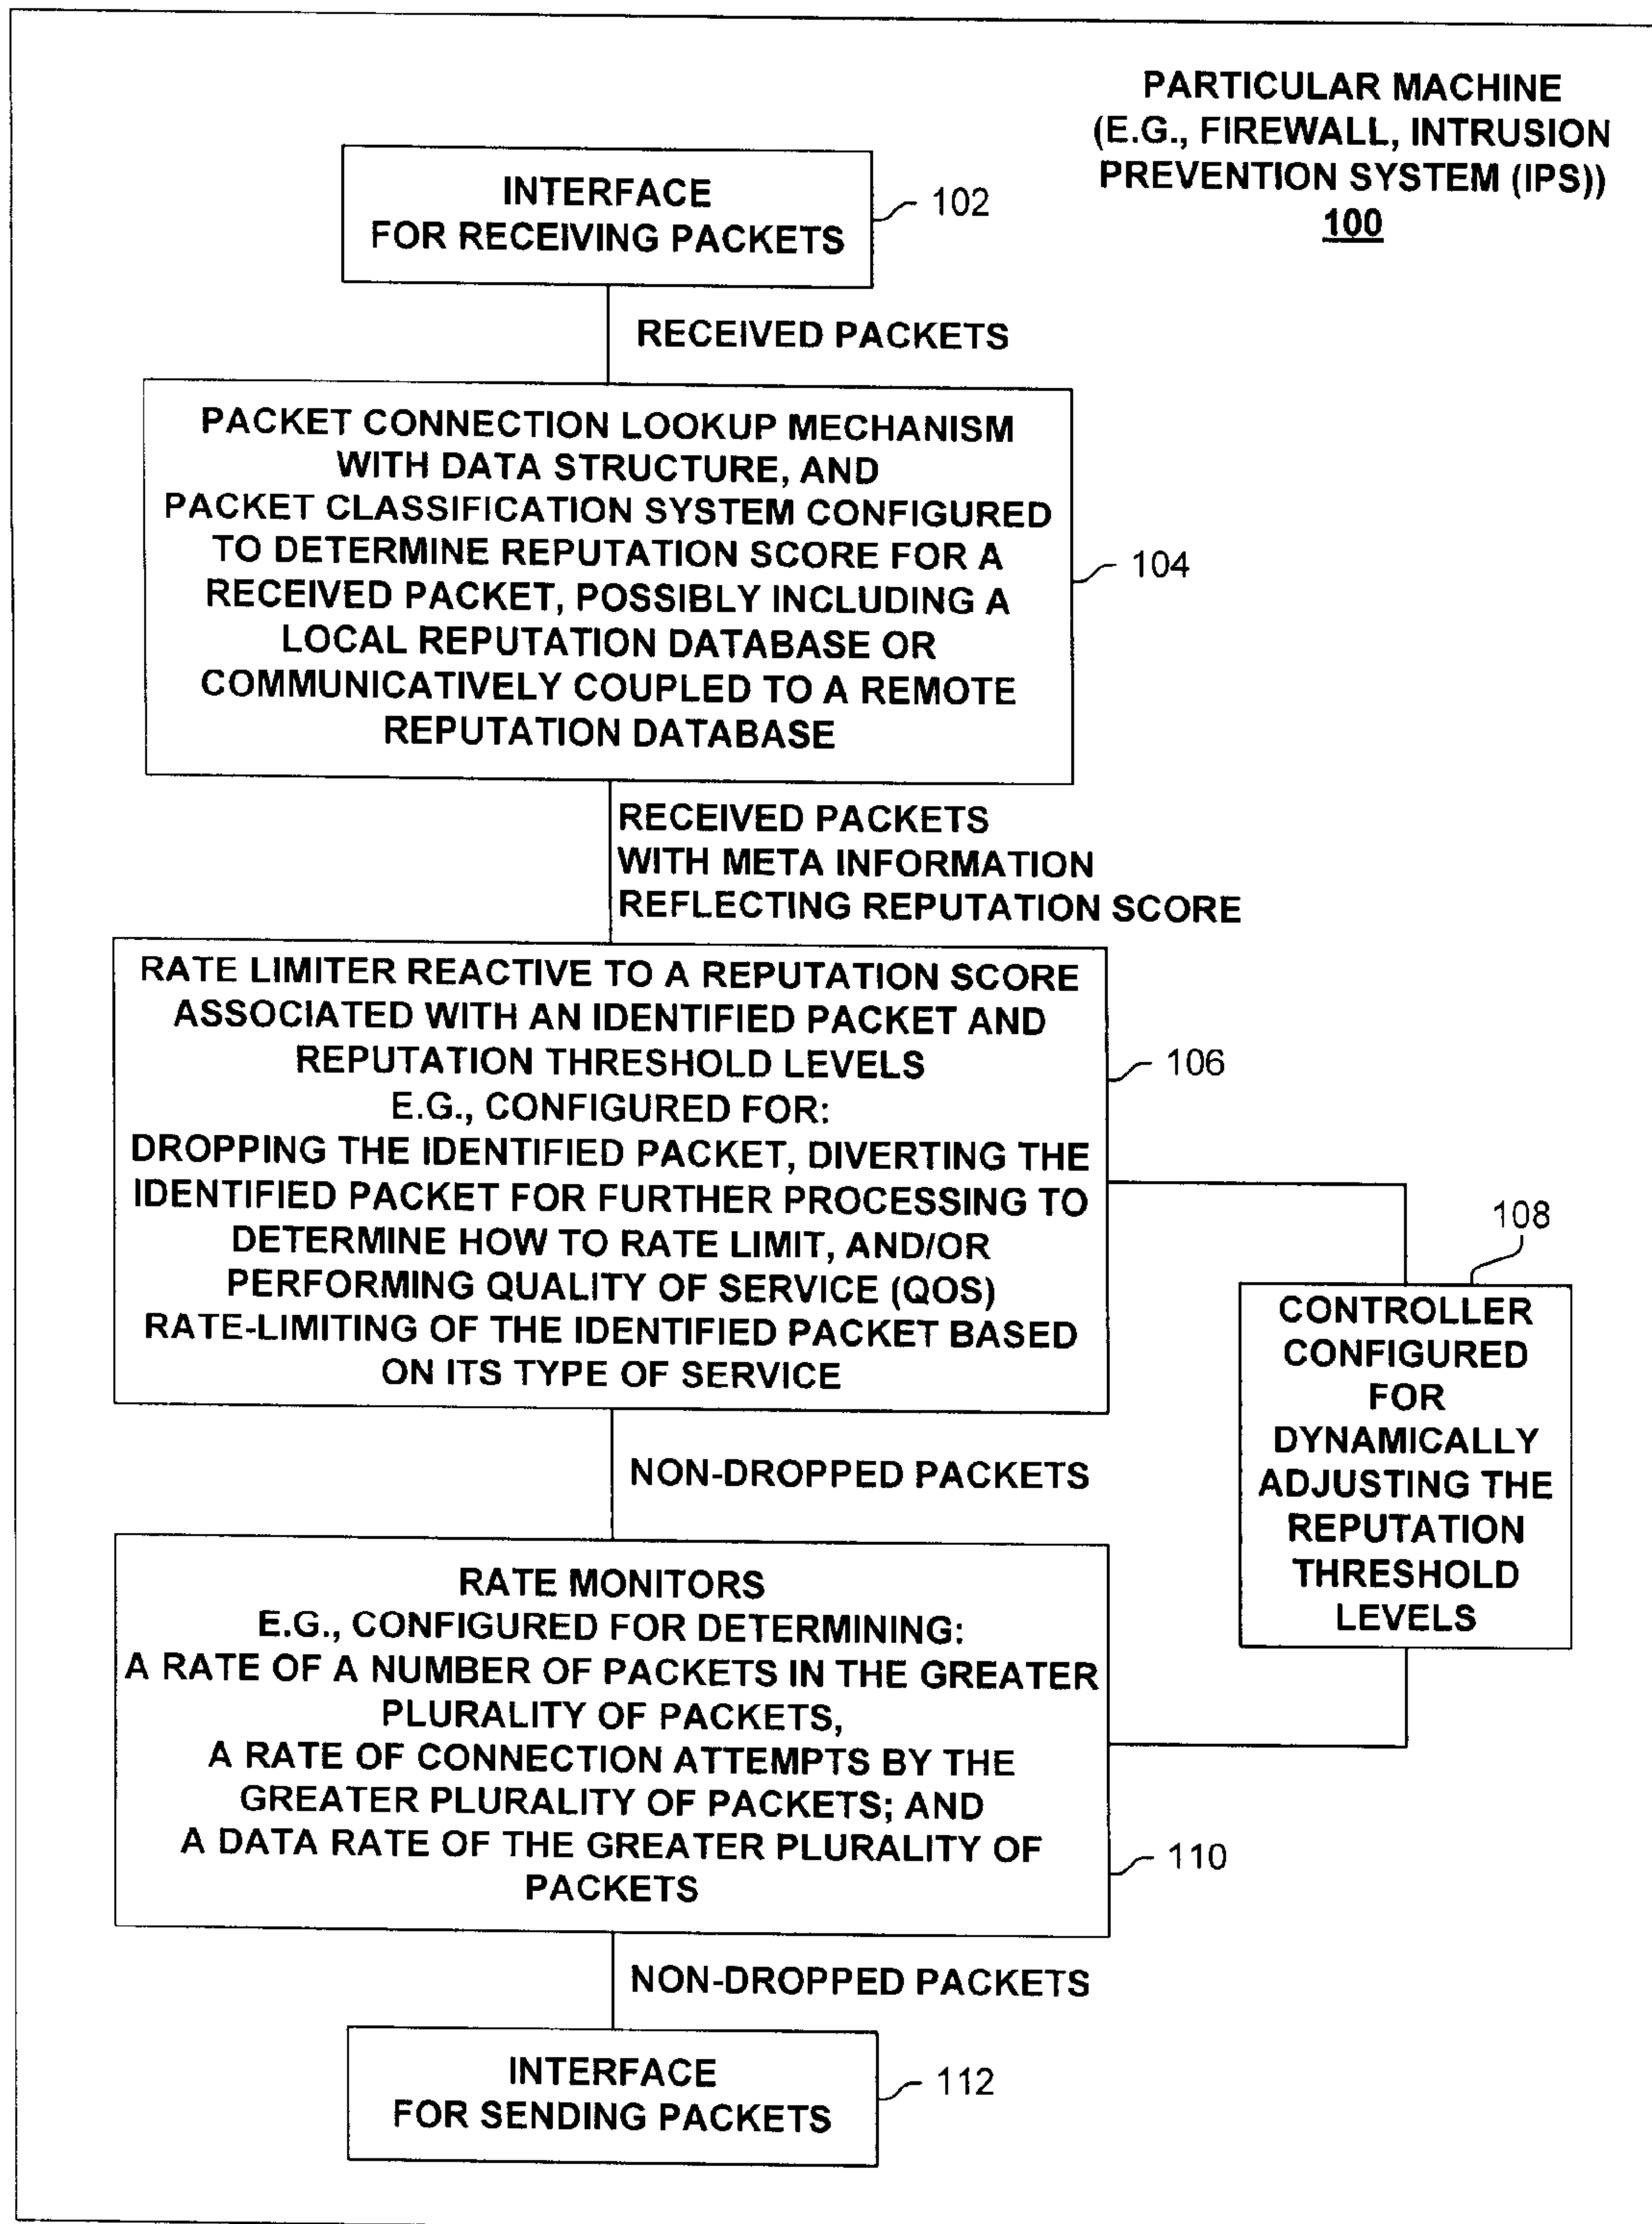 PARTICULAR MACHINE
(E.G., FIREWALL, INTRUSION
PREVENTION SYSTEM (IPS))
100
INTERFACE
FOR RECEIVING PACKETS
102
RECEIVED PACKETS
PACKET CONNECTION LOOKUP MECHANISM
WITH DATA STRUCTURE, AND
PACKET CLASSIFICATION SYSTEM CONFIGURED
TO DETERMINE REPUTATION SCORE FOR A
RECEIVED PACKET, POSSIBLY INCLUDING A
LOCAL REPUTATION DATABASE OR
COMMUNICATIVELY COUPLED TO A REMOTE
REPUTATION DATABASE
104
RECEIVED PACKETS
WITH META INFORMATION
REFLECTING REPUTATION SCORE
RATE LIMITER REACTIVE TO A REPUTATION SCORE
ASSOCIATED WITH AN IDENTIFIED PACKET AND
REPUTATION THRESHOLD LEVELS
E.G., CONFIGURED FOR:
DROPPING THE IDENTIFIED PACKET, DIVERTING THE
IDENTIFIED PACKET FOR FURTHER PROCESSING TO
DETERMINE HOW TO RATE LIMIT, AND/OR
PERFORMING QUALITY OF SERVICE (QOS)
RATE-LIMITING OF THE IDENTIFIED PACKET BASED
ON ITS TYPE OF SERVICE
106
108
CONTROLLER
CONFIGURED
FOR
DYNAMICALLY
ADJUSTING THE
REPUTATION
THRESHOLD
LEVELS
NON-DROPPED PACKETS
RATE MONITORS
E.G., CONFIGURED FOR DETERMINING:
A RATE OF A NUMBER OF PACKETS IN THE GREATER
PLURALITY OF PACKETS,
A RATE OF CONNECTION ATTEMPTS BY THE
GREATER PLURALITY OF PACKETS; AND
A DATA RATE OF THE GREATER PLURALITY OF
PACKETS
110
NON-DROPPED PACKETS
INTERFACE
FOR SENDING PACKETS
112